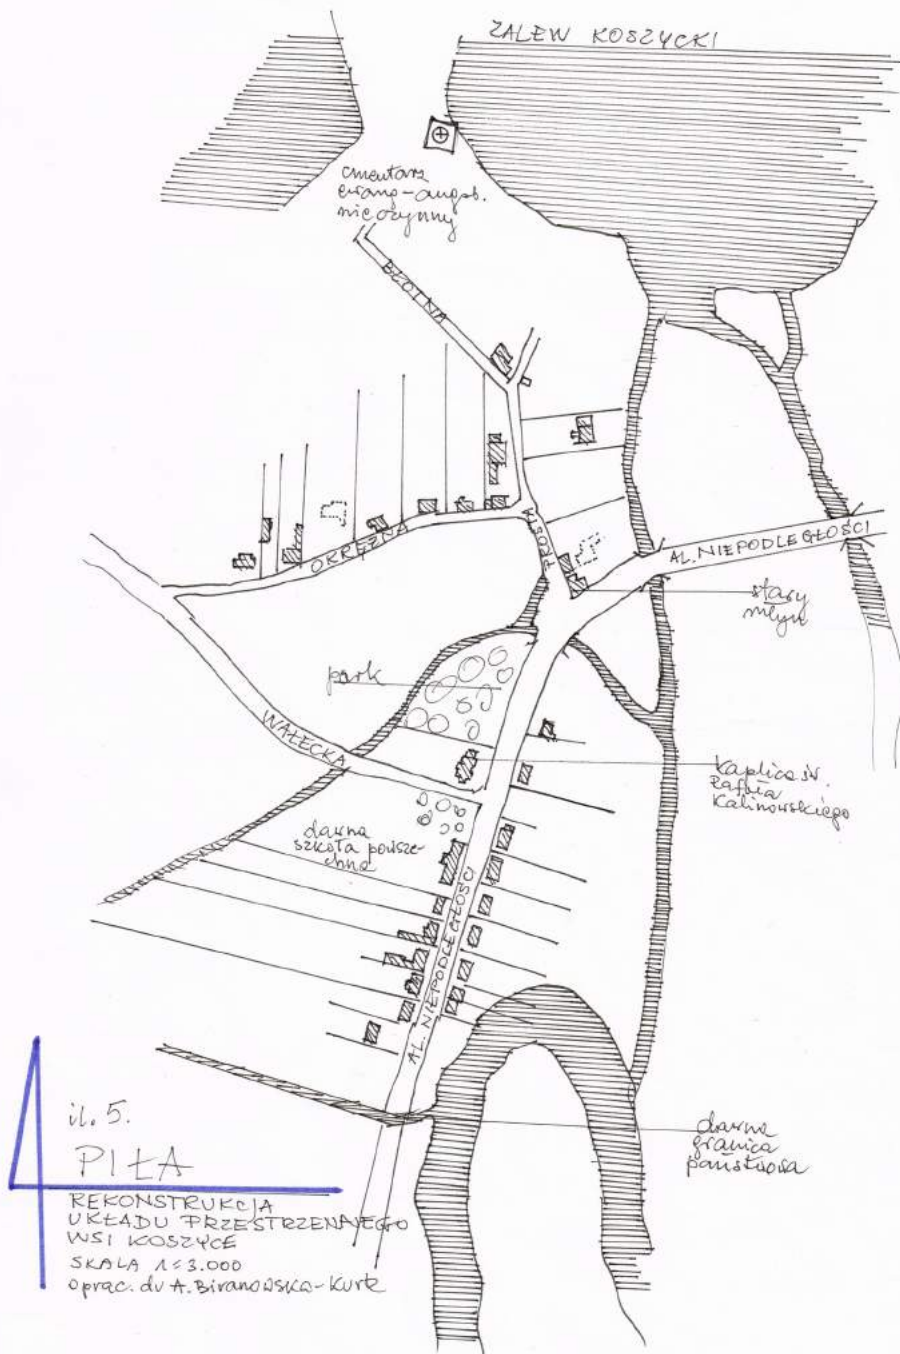 ZALEW KOSZYCKI
cmentarz
ewang-augsb.
nieczynny
BŁOTNA
OKRĘŻNA
PROSTA
AL. NIEPODLEGŁOŚCI
stary
młyn
park
WAŁECKA
kaplica św.
Rafała
Kalinowskiego
dawna
szkoła powsze-
chna
AL. NIEPODLEGŁOŚCI
dawna
granica
państwowa
il. 5.
PIŁA
REKONSTRUKCJA
UKŁADU PRZESTRZENNEGO
WSI KOSZYCE
SKALA 1:3.000
oprac. dr A. Biranowska-Kurtz